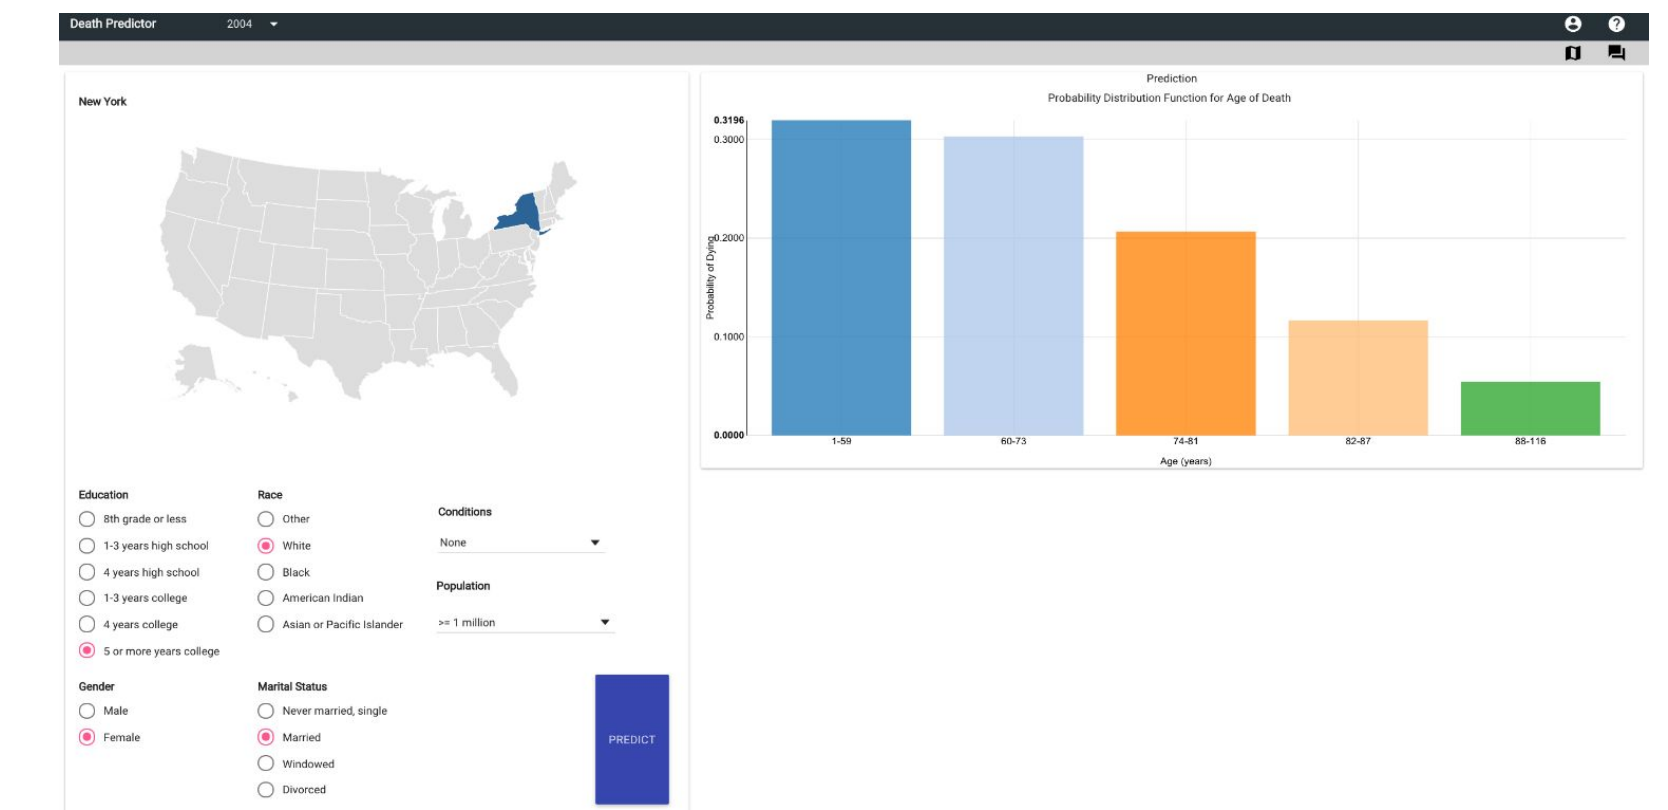 Death Predictor 2004
New York
Prediction
Probability Distribution Function for Age of Death
0.3196
0.3000
0.2000
0.1000
0.0000
Probability of Dying
1-59 60-73 74-81 82-87 88-116
Age (years)
Education
8th grade or less
1-3 years high school
4 years high school
1-3 years college
4 years college
5 or more years college
Race
Other
White
Black
American Indian
Asian or Pacific Islander
Conditions
None
Population
>= 1 million
Gender
Male
Female
Marital Status
Never married, single
Married
Windowed
Divorced
PREDICT